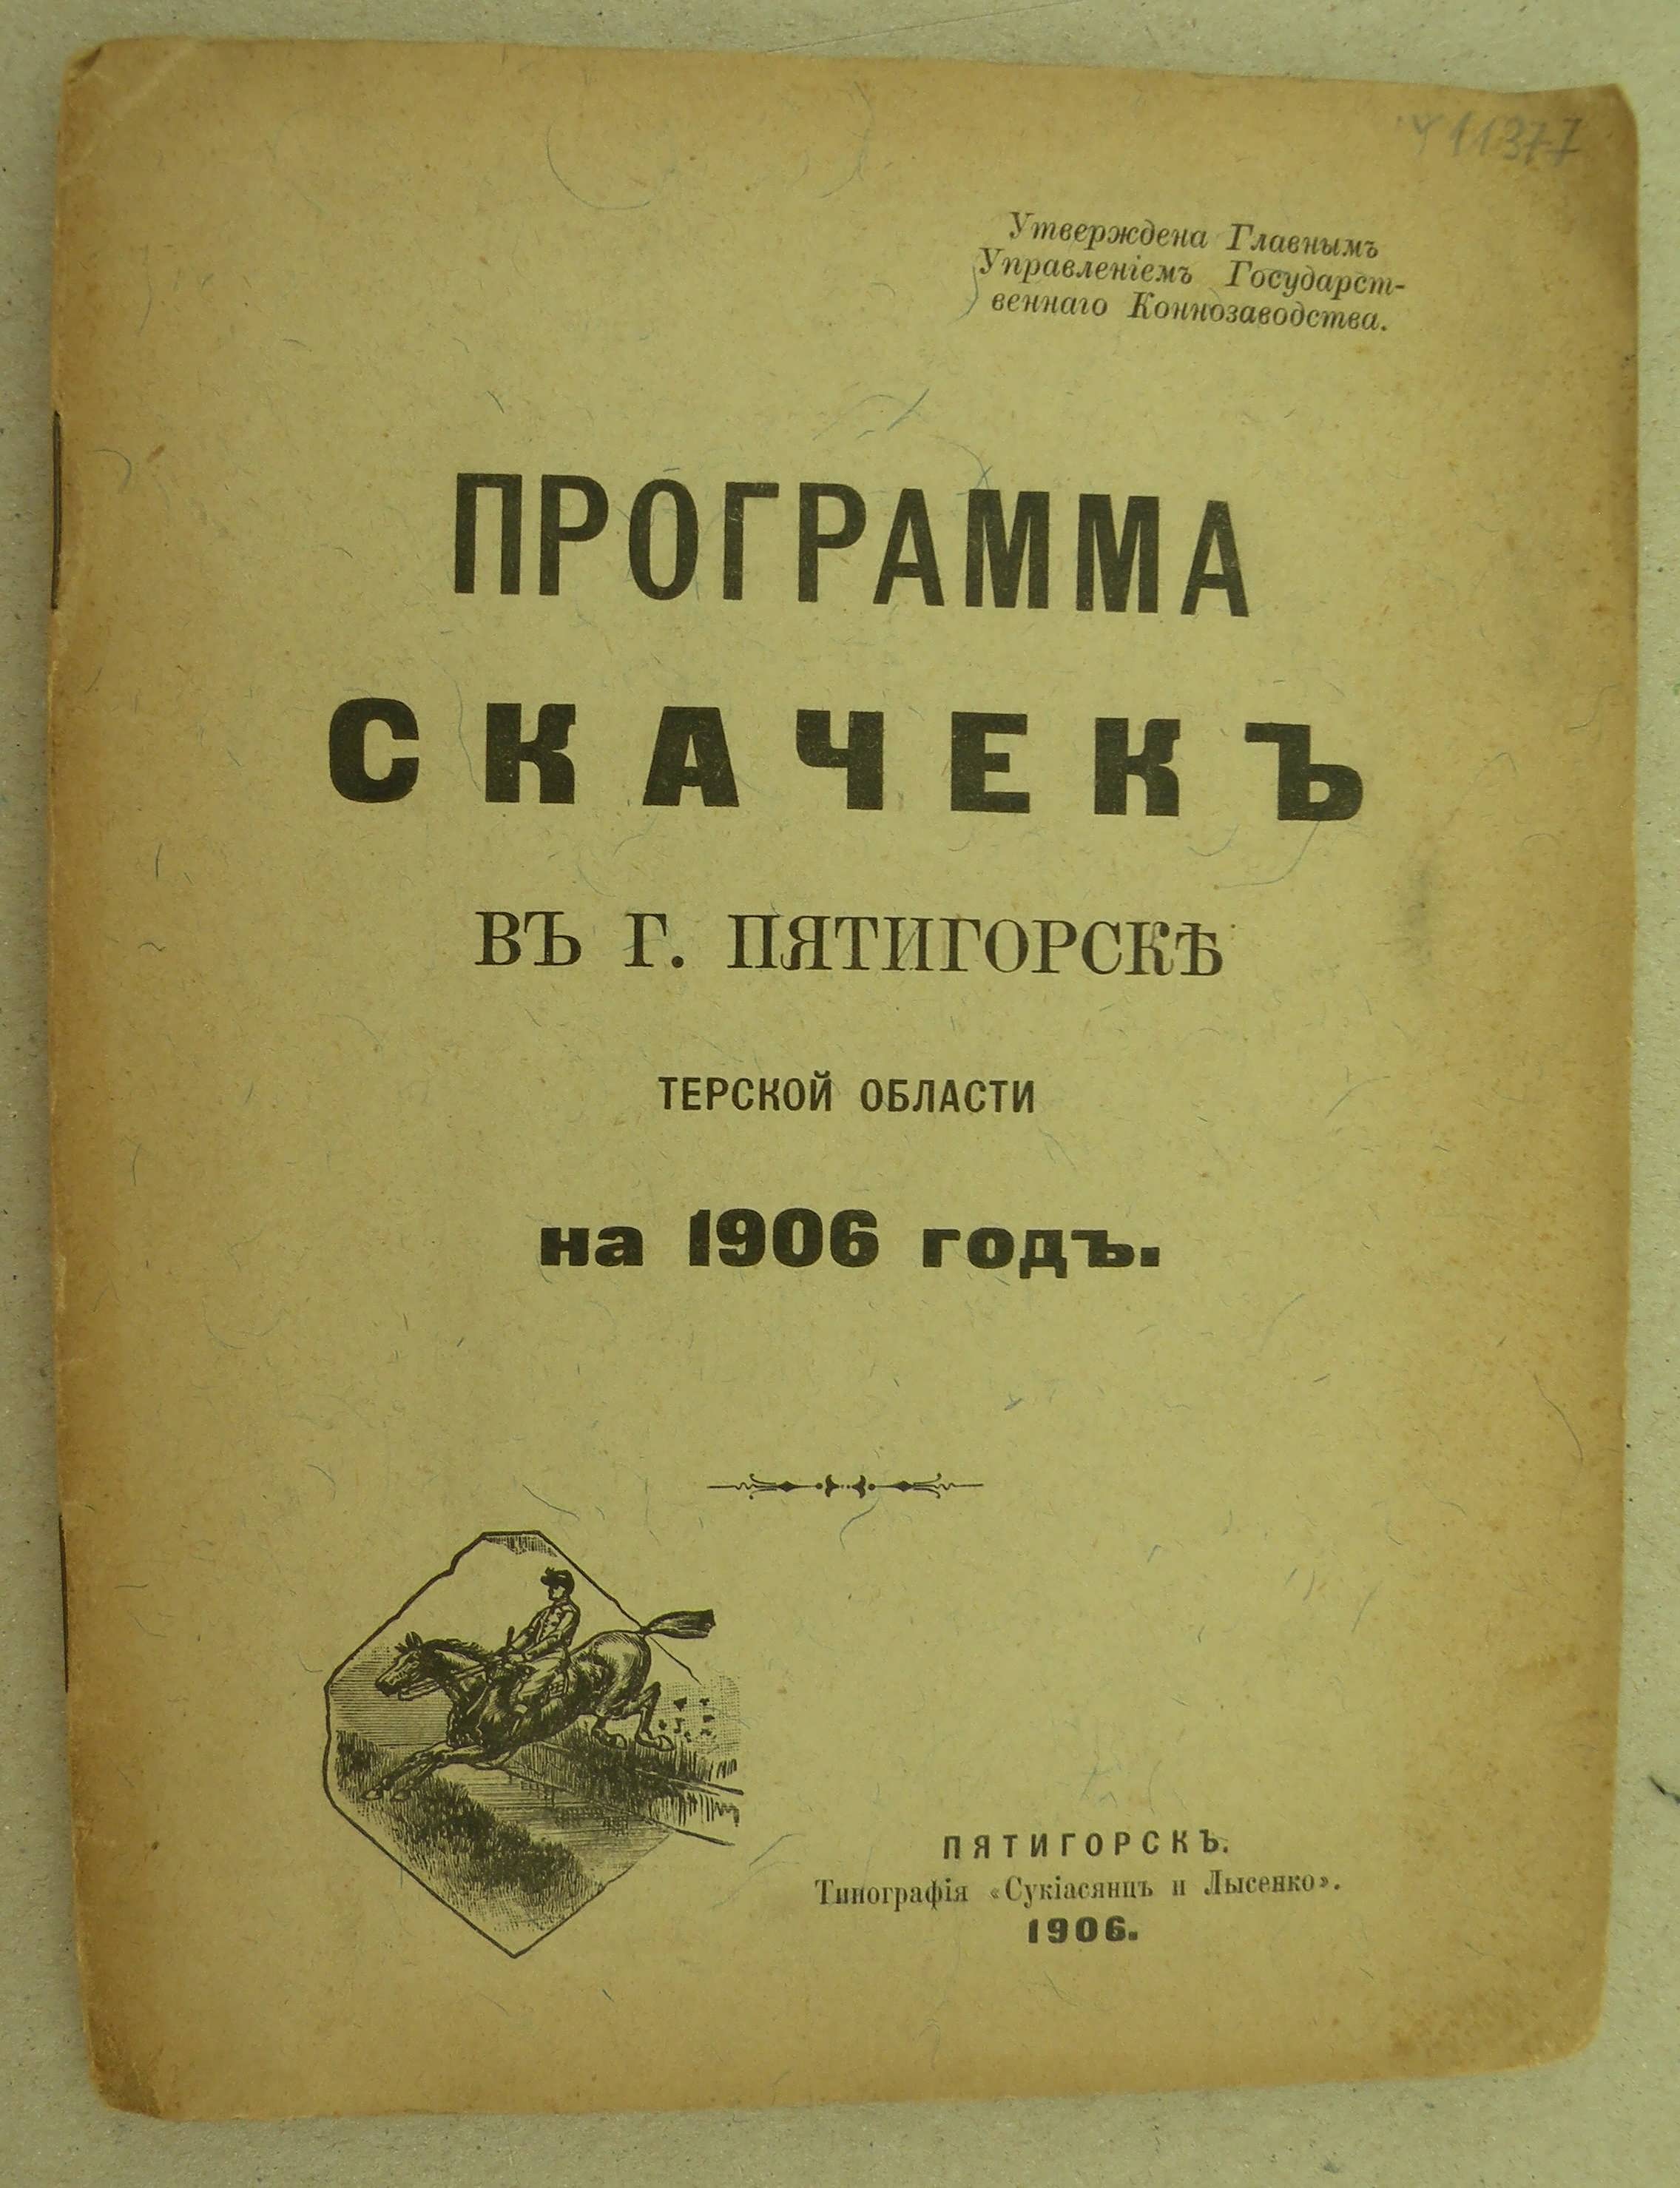 11377
Утверждена Главнымъ
Управленіемъ Государст-
веннаго Коннозаводства.
ПРОГРАММА
СКАЧЕКЪ
ВЪ Г. ПЯТИГОРСКѢ
ТЕРСКОЙ ОБЛАСТИ
на 1906 годъ.
ПЯТИГОРСКЪ.
Типографія «Сукіасянцъ и Лысенко».
1906.